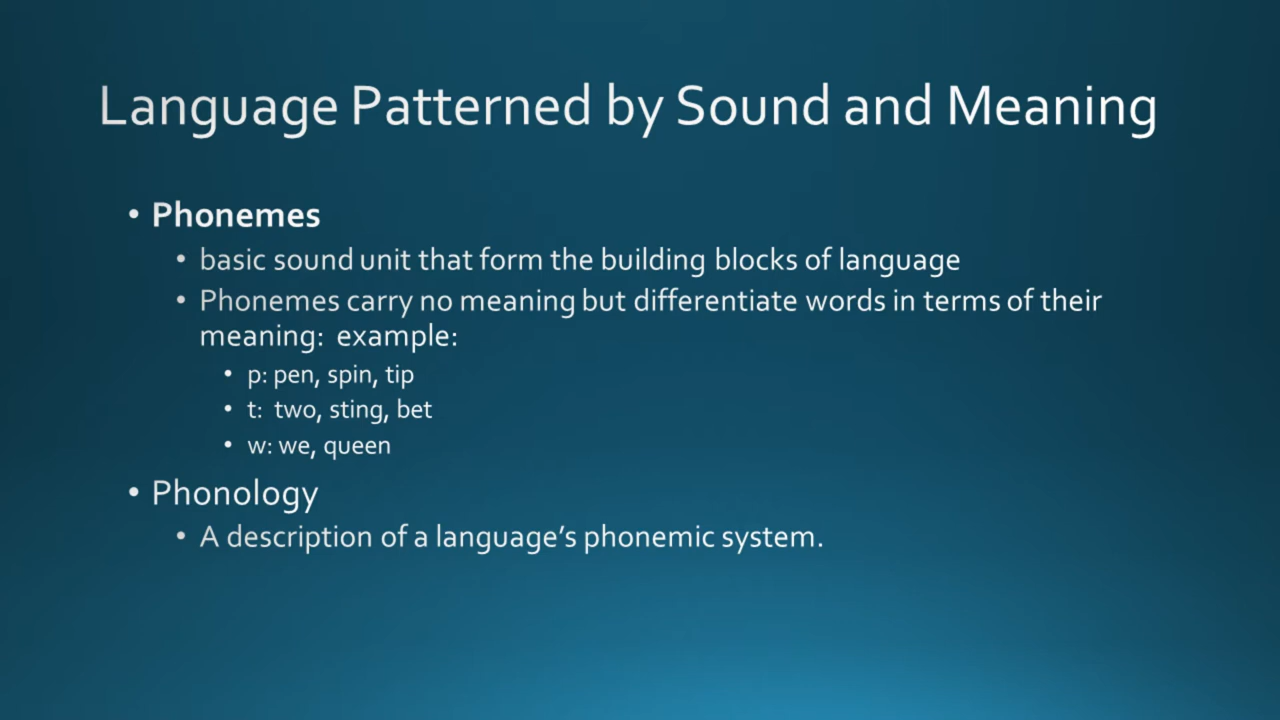 Language Patterned by Sound and Meaning
• Phonemes
• basic sound unit that form the building blocks of language
• Phonemes carry no meaning but differentiate words in terms of their
meaning: example:
• p: pen, spin, tip
• t: two, sting, bet
• w: we, queen
• Phonology
• A description of a language’s phonemic system.